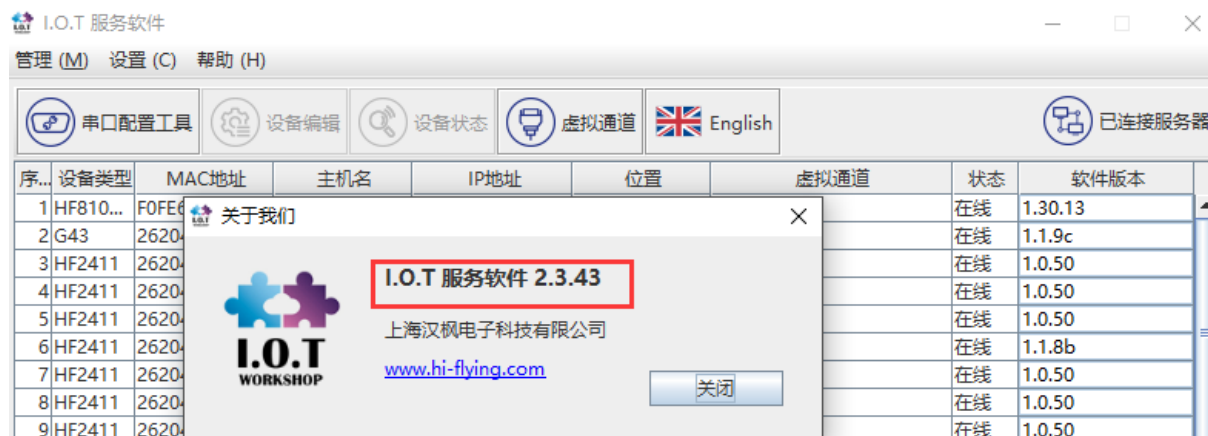 I.O.T 服务软件
管理 (M) 设置 (C) 帮助 (H)
串口配置工具 设备编辑 设备状态 虚拟通道 English 已连接服务器
序... 设备类型 MAC地址 主机名 IP地址 位置 虚拟通道 状态 软件版本
1 HF810... F0FE6 在线 1.30.13
2 G43 2620 在线 1.1.9c
3 HF2411 2620 在线 1.0.50
4 HF2411 2620 在线 1.0.50
5 HF2411 2620 在线 1.0.50
6 HF2411 2620 在线 1.1.8b
7 HF2411 2620 在线 1.0.50
8 HF2411 2620 在线 1.0.50
9 HF2411 2620 在线 1.0.50
关于我们
I.O.T 服务软件 2.3.43
上海汉枫电子科技有限公司
www.hi-flying.com
I.O.T
WORKSHOP
关闭